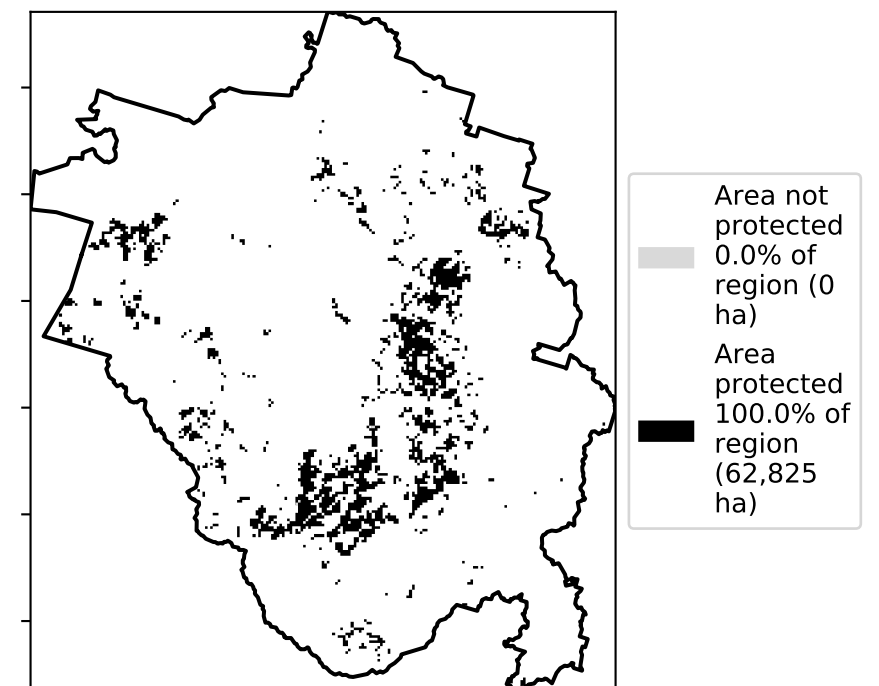 Area not
protected
0.0% of
region (0
ha)
Area
protected
100.0% of
region
(62,825
ha)